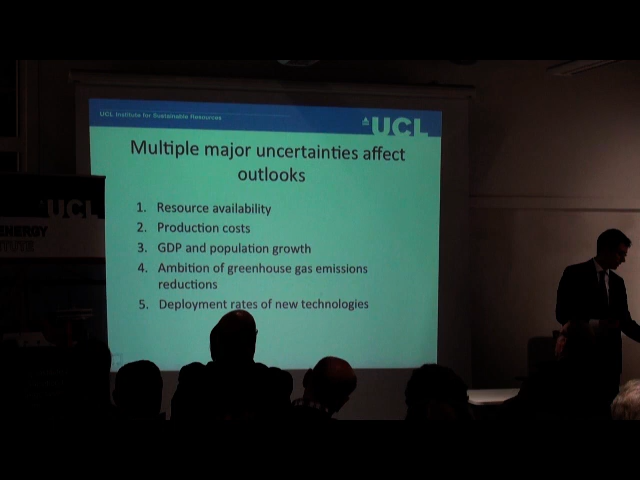 UCL Institute for Sustainable Resources
UCL
Multiple major uncertainties affect
outlooks
1. Resource availability
2. Production costs
3. GDP and population growth
4. Ambition of greenhouse gas emissions
reductions
5. Deployment rates of new technologies
UCL
ENERGY